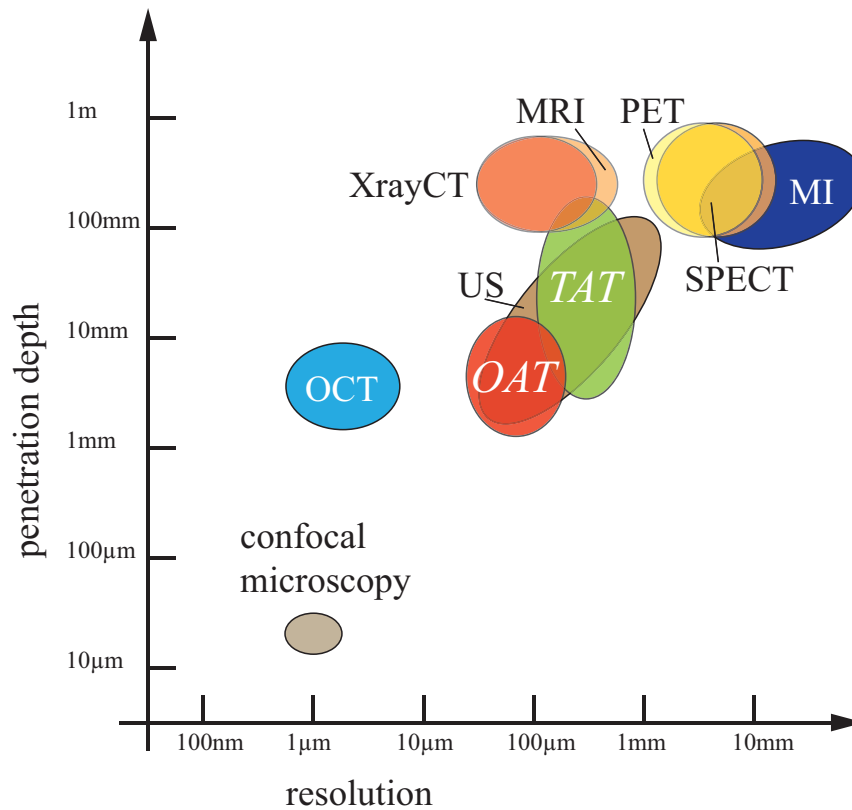 1m
MRI
PET
XrayCT
MI
100mm
US
TAT
SPECT
10mm
OCT
OAT
1mm
penetration depth
confocal
microscopy
100µm
10µm
100nm
1µm
10µm
100µm
1mm
10mm
resolution